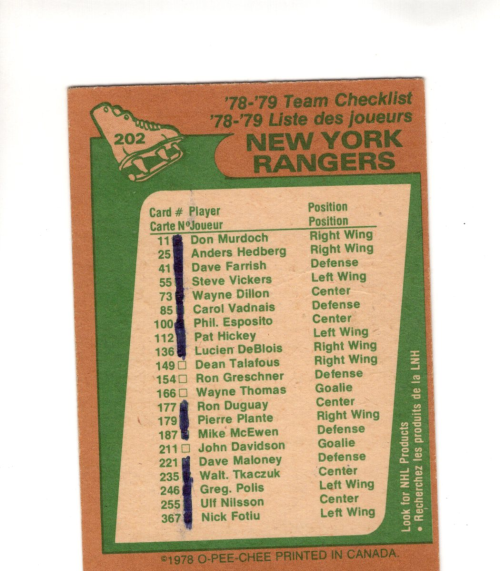 202
'78-'79 Team Checklist
'78-'79 Liste des joueurs
NEW YORK
RANGERS
Card # Player Position
Carte Nº Joueur Position
11 Don Murdoch Right Wing
25 Anders Hedberg Right Wing
41 Dave Farrish Defense
55 Steve Vickers Left Wing
73 Wayne Dillon Center
85 Carol Vadnais Defense
100 Phil. Esposito Center
112 Pat Hickey Left Wing
136 Lucien DeBlois Right Wing
149 □ Dean Talafous Right Wing
154 □ Ron Greschner Defense
166 □ Wayne Thomas Goalie
177 Ron Duguay Center
179 Pierre Plante Right Wing
187 Mike McEwen Defense
211 □ John Davidson Goalie
221 Dave Maloney Defense
235 Walt. Tkaczuk Center
246 Greg. Polis Left Wing
255 Ulf Nilsson Center
367 Nick Fotiu Left Wing
Look for NHL Products
• Recherchez les produits de la LNH
©1978 O-PEE-CHEE PRINTED IN CANADA.